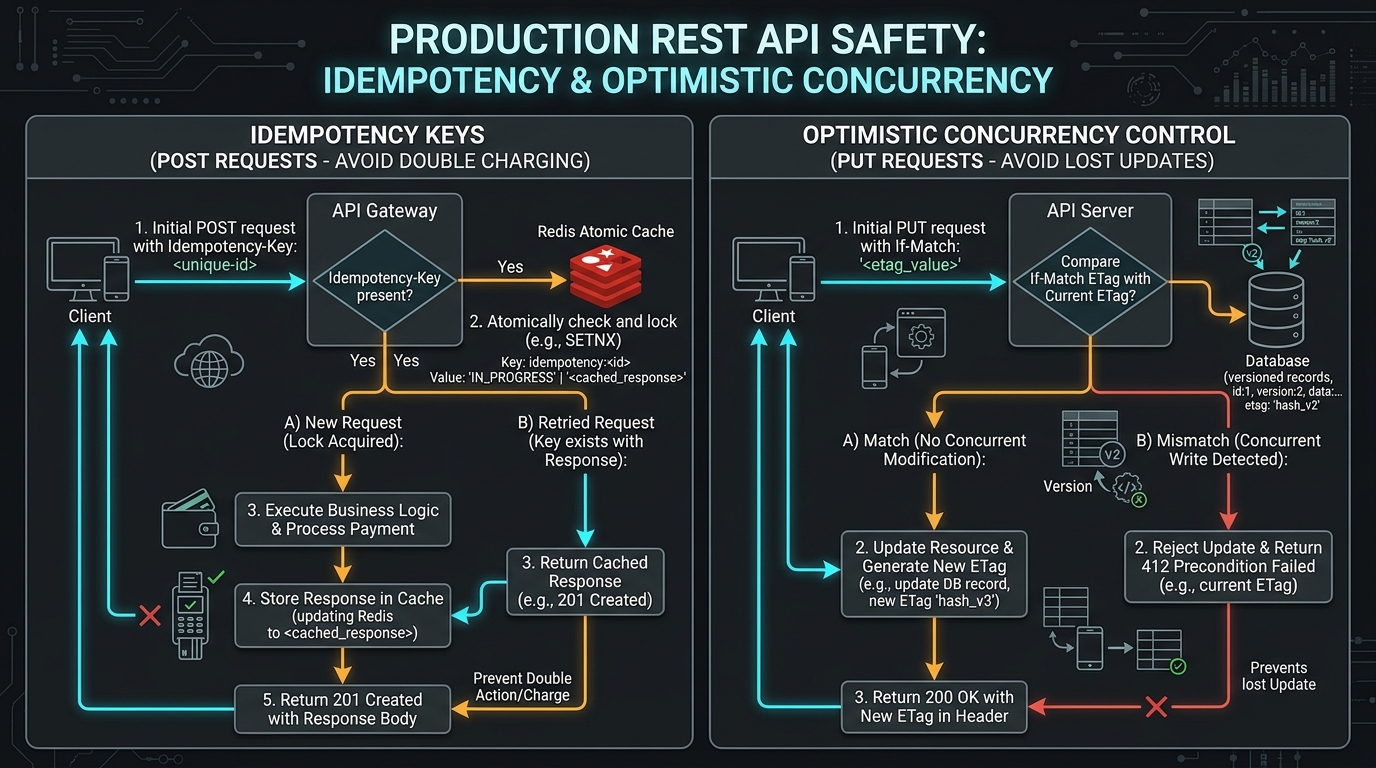 PRODUCTION REST API SAFETY:
IDEMPOTENCY & OPTIMISTIC CONCURRENCY
IDEMPOTENCY KEYS
(POST REQUESTS - AVOID DOUBLE CHARGING)
1. Initial POST request
with Idempotency-Key:
<unique-id>
Client
API Gateway
Idempotency-Key
present?
Yes
Redis Atomic Cache
2. Atomically check and lock
(e.g., SETNX)
Key: idempotency:<id>
Value: 'IN_PROGRESS' | '<cached_response>'
Yes
Yes
A) New Request
(Lock Acquired):
B) Retried Request
(Key exists with
Response):
3. Execute Business Logic
& Process Payment
3. Return Cached
Response
(e.g., 201 Created)
4. Store Response in Cache
(updating Redis
to <cached_response>)
Prevent Double
Action/Charge
5. Return 201 Created
with Response Body
OPTIMISTIC CONCURRENCY CONTROL
(PUT REQUESTS - AVOID LOST UPDATES)
1. Initial PUT request
with If-Match:
'<etag_value>'
Client
API Server
Compare
If-Match ETag with
Current ETag?
v2
Database
(versioned records,
id:1, version:2, data:...
etsg: 'hash_v2'
A) Match (No Concurrent
Modification):
v2
Version
</>
B) Mismatch (Concurrent
Write Detected):
2. Update Resource &
Generate New ETag
(e.g., update DB record,
new ETag 'hash_v3')
2. Reject Update & Return
412 Precondition Failed
(e.g., current ETag)
Prevents
lost Update
3. Return 200 OK with
New ETag in Header